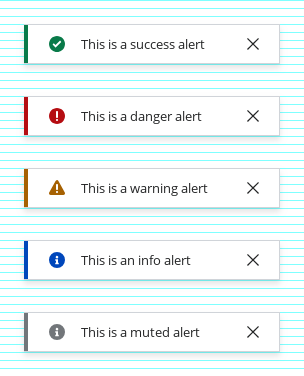 This is a success alert
This is a danger alert
This is a warning alert
This is an info alert
This is a muted alert